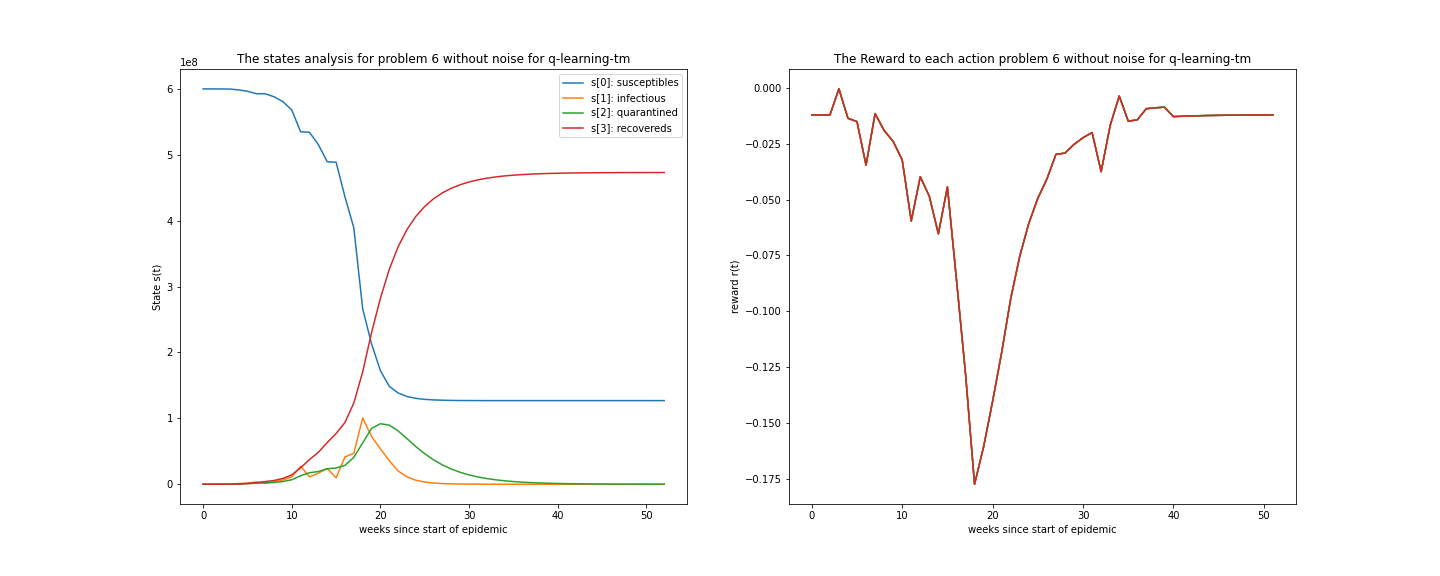 The states analysis for problem 6 without noise for q-learning-tm
1e8
6
5
4
3
2
1
0
State s(t)
s[0]: susceptibles
s[1]: infectious
s[2]: quarantined
s[3]: recovereds
0 10 20 30 40 50
weeks since start of epidemic
The Reward to each action problem 6 without noise for q-learning-tm
0.000
−0.025
−0.050
−0.075
−0.100
−0.125
−0.150
−0.175
reward r(t)
0 10 20 30 40 50
weeks since start of epidemic